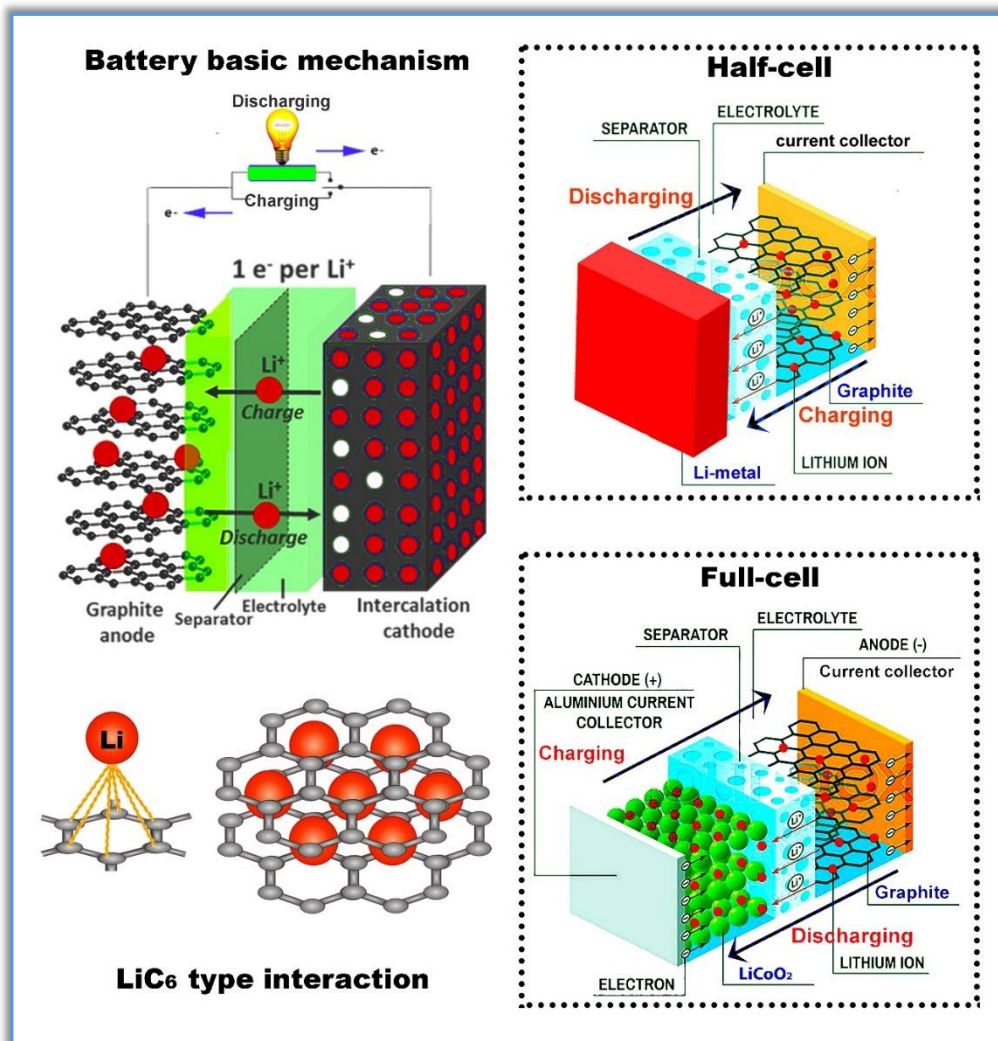 Battery basic mechanism
Discharging
e-
Charging
e-
1 e- per Li+
Li+
Charge
Li+
Discharge
Graphite
anode
Separator
Electrolyte
Intercalation
cathode
Li
LiC6 type interaction
Half-cell
ELECTROLYTE
SEPARATOR
current collector
Discharging
Li+
Li+
Li+
Graphite
Charging
LITHIUM ION
Li-metal
Full-cell
ELECTROLYTE
SEPARATOR
ANODE (-)
Current collector
CATHODE (+)
ALUMINIUM CURRENT
COLLECTOR
Charging
Li+
Li+
Li+
Graphite
Discharging
LITHIUM ION
LiCoO2
ELECTRON